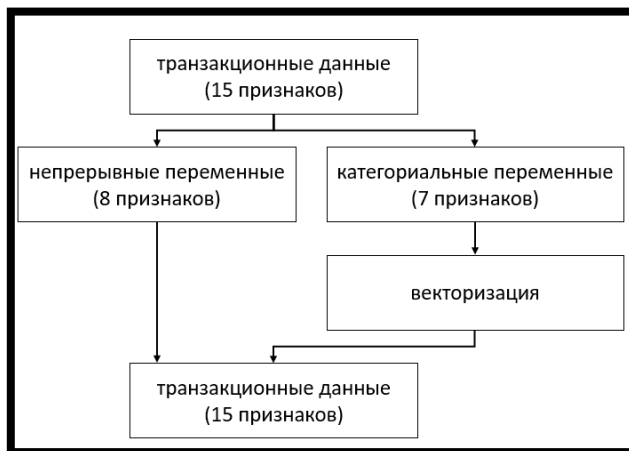 транзакционные данные
(15 признаков)
непрерывные переменные
(8 признаков)
категориальные переменные
(7 признаков)
векторизация
транзакционные данные
(15 признаков)